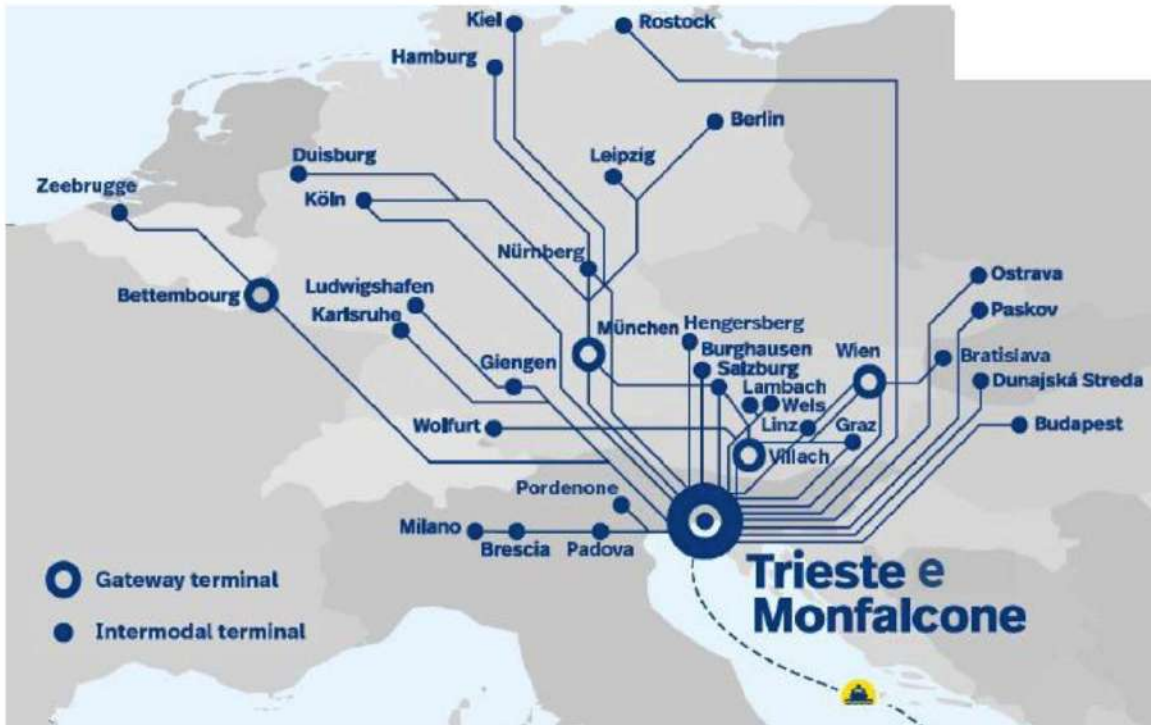 Kiel
Rostock
Hamburg
Berlin
Duisburg
Leipzig
Zeebrugge
Köln
Nürnberg
Ostrava
Ludwigshafen
Bettembourg
Paskov
Karlsruhe
München
Hengersberg
Burghausen
Wien
Bratislava
Giengen
Salzburg
Dunajská Streda
Lambach
Wels
Wolfurt
Linz
Graz
Budapest
Villach
Pordenone
Milano
Brescia
Padova
Gateway terminal
Trieste e
Monfalcone
Intermodal terminal